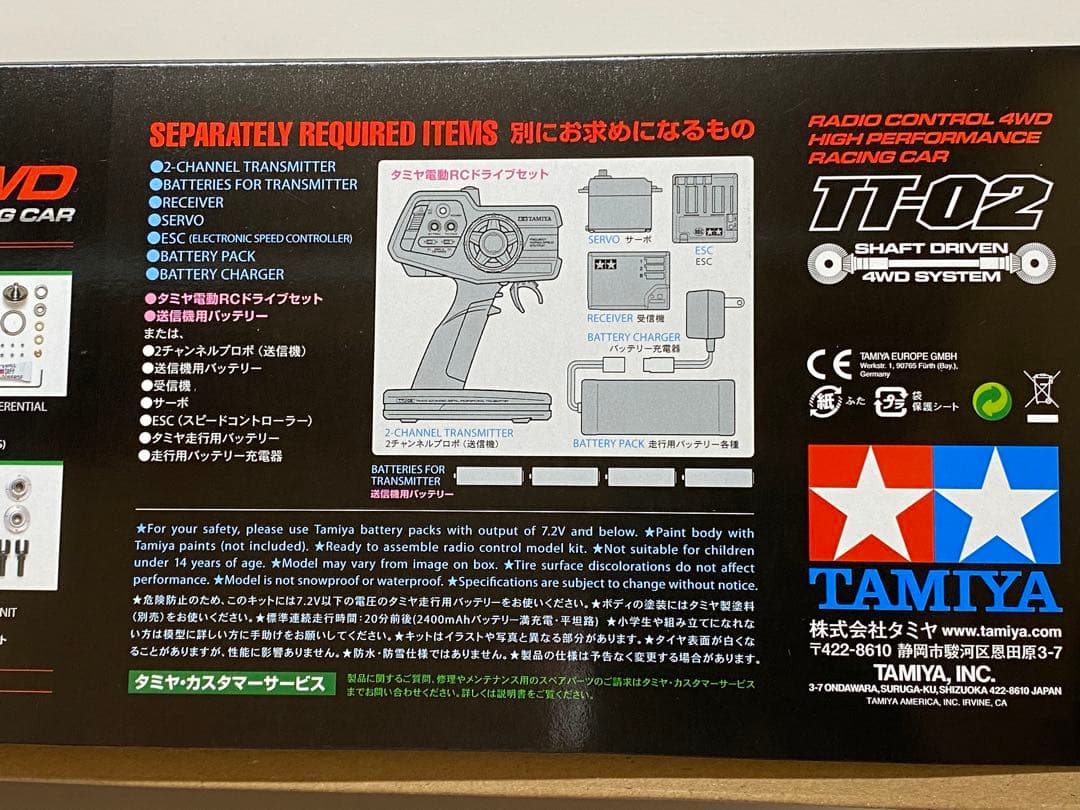 WD
NG CAR
ERENTIAL
NIT
SEPARATELY REQUIRED ITEMS 別にお求めになるもの
●2-CHANNEL TRANSMITTER
●BATTERIES FOR TRANSMITTER
●RECEIVER
●SERVO
●ESC (ELECTRONIC SPEED CONTROLLER)
●BATTERY PACK
●BATTERY CHARGER
●タミヤ電動RCドライブセット
●送信機用バッテリー
または、
●2チャンネルプロポ(送信機)
●送信機用バッテリー
●受信機
●サーボ
●ESC(スピードコントローラー)
●タミヤ走行用バッテリー
●走行用バッテリー充電器
タミヤ電動RCドライブセット
TAMIYA
SERVO サーボ
ESC
ESC
RECEIVER 受信機
BATTERY CHARGER
バッテリー充電器
2-CHANNEL TRANSMITTER
2チャンネルプロポ(送信機)
BATTERY PACK 走行用バッテリー各種
BATTERIES FOR
TRANSMITTER
送信機用バッテリー
★For your safety, please use Tamiya battery packs with output of 7.2V and below. ★Paint body with
Tamiya paints (not included). ★Ready to assemble radio control model kit. ★Not suitable for children
under 14 years of age. ★Model may vary from image on box. ★Tire surface discolorations do not affect
performance. ★Model is not snowproof or waterproof. ★Specifications are subject to change without notice.
★危険防止のため、このキットには7.2V以下の電圧のタミヤ走行用バッテリーをお使いください。★ボディの塗装にはタミヤ製塗料
(別売)をお使いください。★標準連続走行時間:20分前後(2400mAhバッテリー満充電・平坦路) ★小学生や組み立てになれな
い方は模型に詳しい方に手助けをお願いしてください。★キットはイラストや写真と異なる部分があります。★タイヤ表面が白くな
ることがありますが、性能に影響ありません。★防水・防雪仕様ではありません。★製品の仕様は予告なく変更する場合があります。
タミヤ・カスタマーサービス
製品に関するご質問、修理やメンテナンス用のスペアパーツのご請求はタミヤ・カスタマーサービス
までお問い合わせください。詳しくは説明書をご覧ください。
RADIO CONTROL 4WD
HIGH PERFORMANCE
RACING CAR
TT-02
SHAFT DRIVEN
4WD SYSTEM
CE
TAMIYA EUROPE GMBH
Werkstr. 1, 90765 Fürth (Bay.),
Germany
紙 ふた
プラ 袋
保護シート
TAMIYA
株式会社タミヤ www.tamiya.com
〒422-8610 静岡市駿河区恩田原3-7
TAMIYA, INC.
3-7 ONDAWARA, SURUGA-KU, SHIZUOKA 422-8610 JAPAN
TAMIYA AMERICA, INC. IRVINE, CA